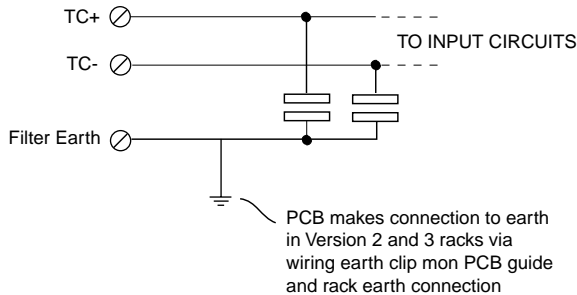 TC+
TO INPUT CIRCUITS
TC-
Filter Earth
PCB makes connection to earth
in Version 2 and 3 racks via
wiring earth clip mon PCB guide
and rack earth connection